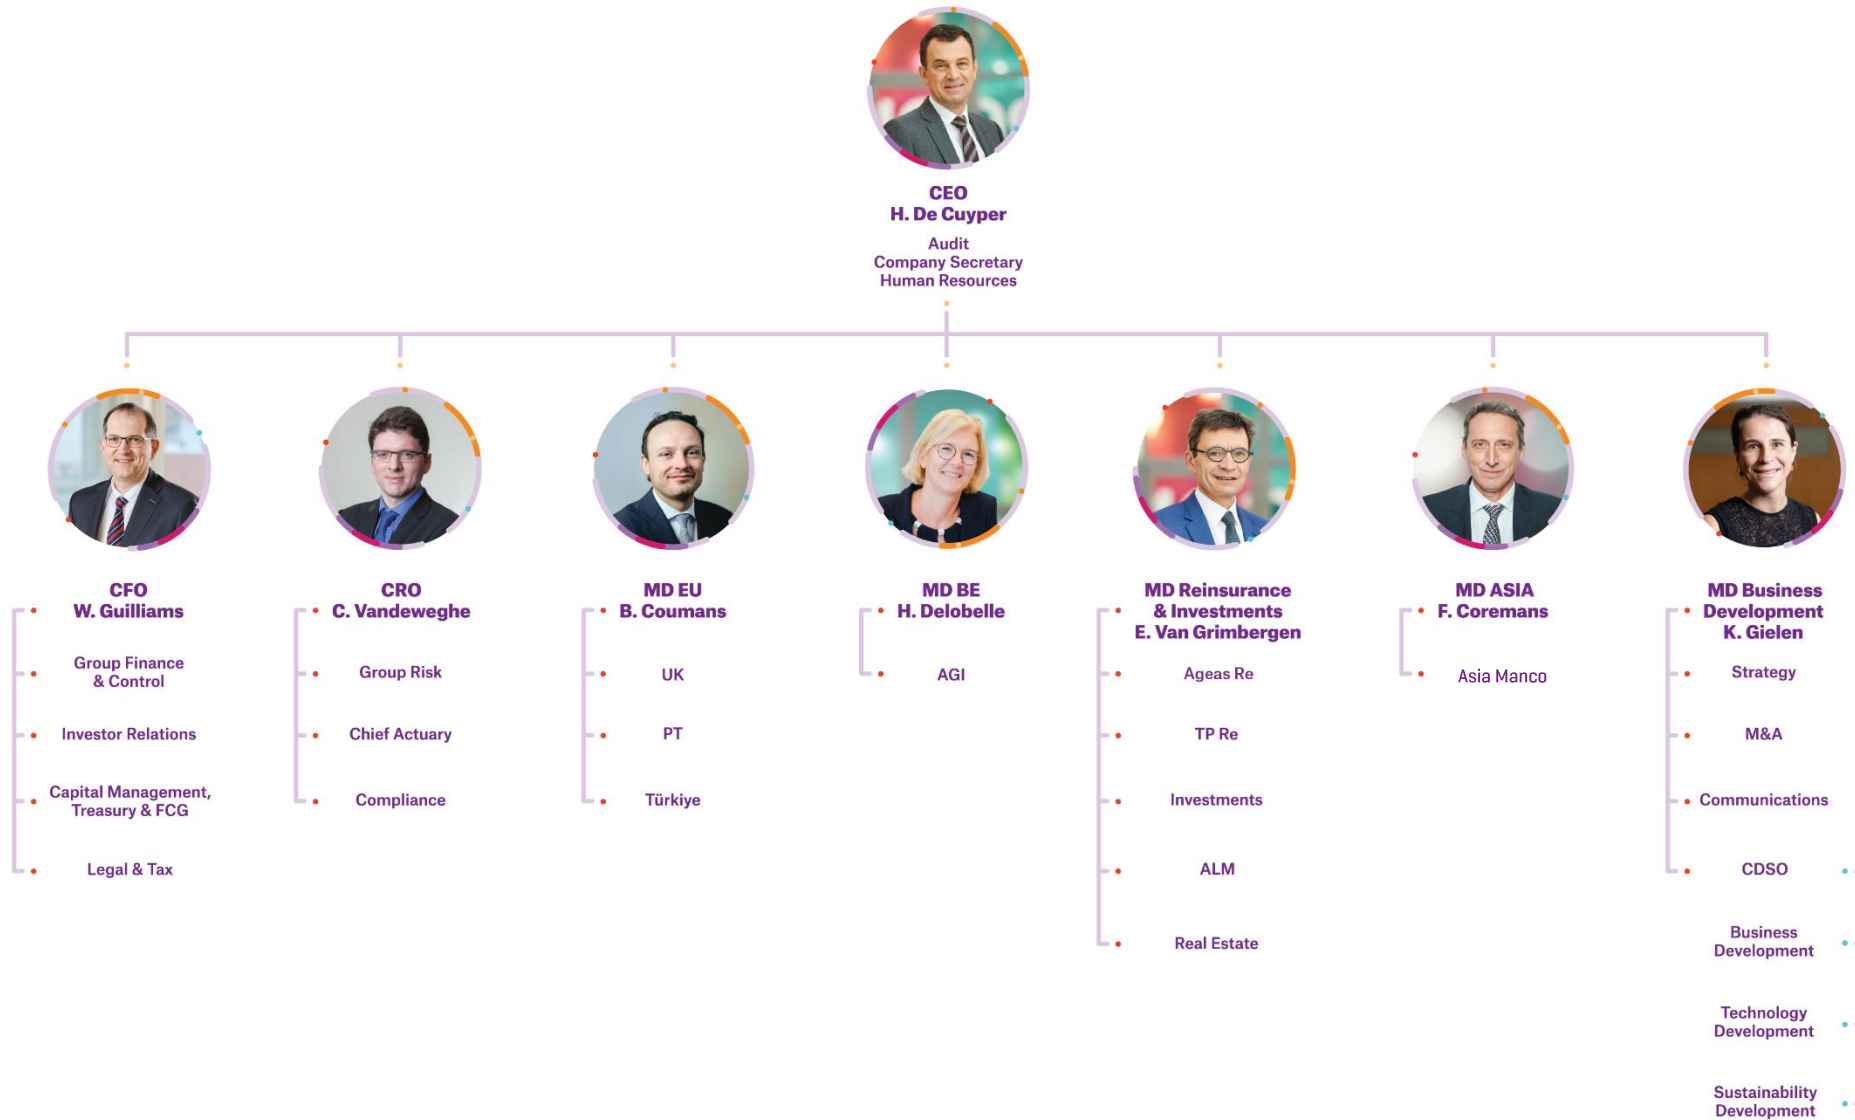 CEO
H. De Cuyper
Audit
Company Secretary
Human Resources
CFO
W. Guilliams
Group Finance
& Control
Investor Relations
Capital Management,
Treasury & FCG
Legal & Tax
CRO
C. Vandeweghe
Group Risk
Chief Actuary
Compliance
MD EU
B. Coumans
UK
PT
Türkiye
MD BE
H. Delobelle
AGI
MD Reinsurance
& Investments
E. Van Grimbergen
Ageas Re
TP Re
Investments
ALM
Real Estate
MD ASIA
F. Coremans
Asia Manco
MD Business
Development
K. Gielen
Strategy
M&A
Communications
CDSO
Business
Development
Technology
Development
Sustainability
Development